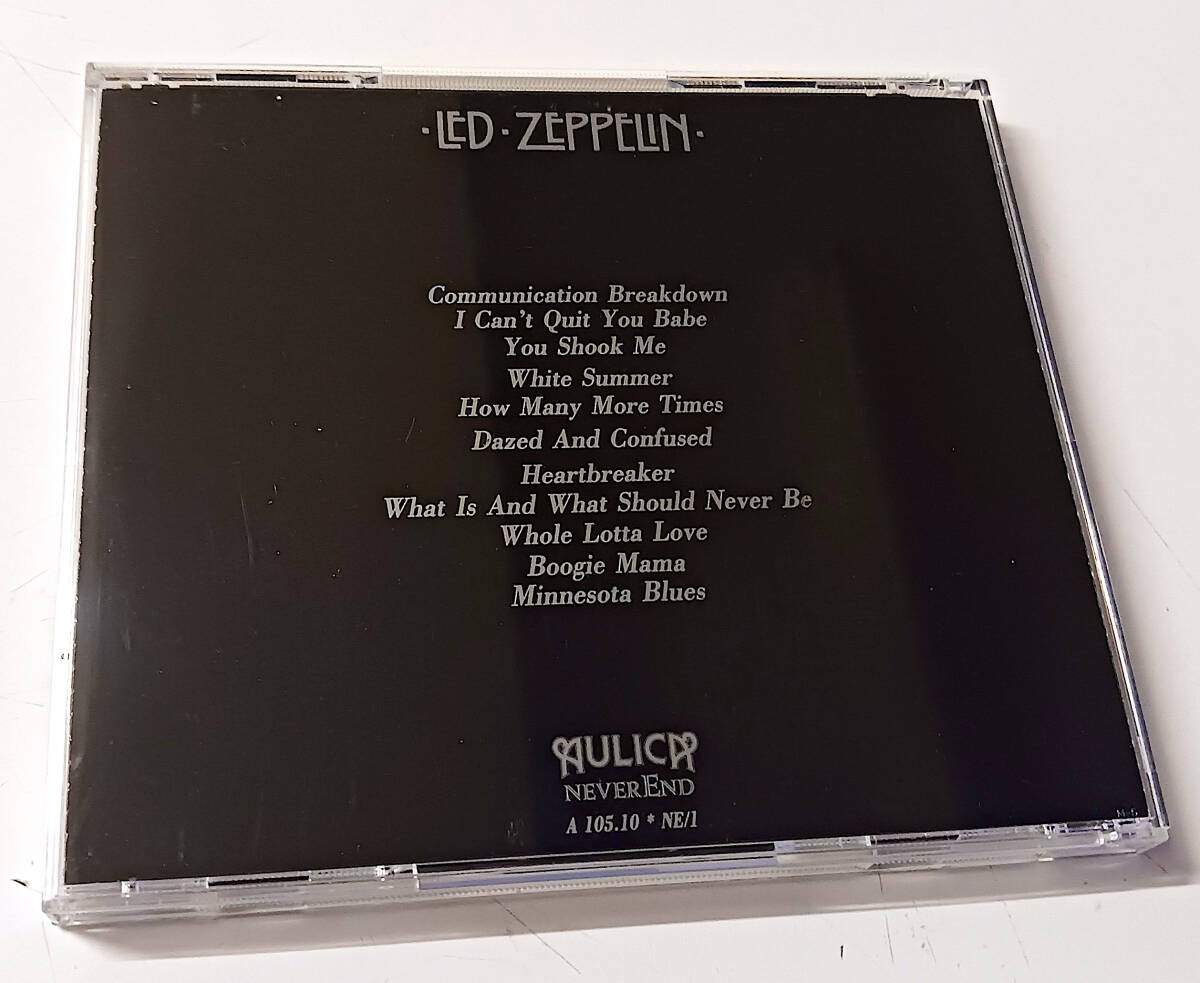 ·LED·ZEPPELIN·
Communication Breakdown
I Can't Quit You Babe
You Shook Me
White Summer
How Many More Times
Dazed And Confused
Heartbreaker
What Is And What Should Never Be
Whole Lotta Love
Boogie Mama
Minnesota Blues
AULICA
NEVEREND
A 105.10 * NE/1